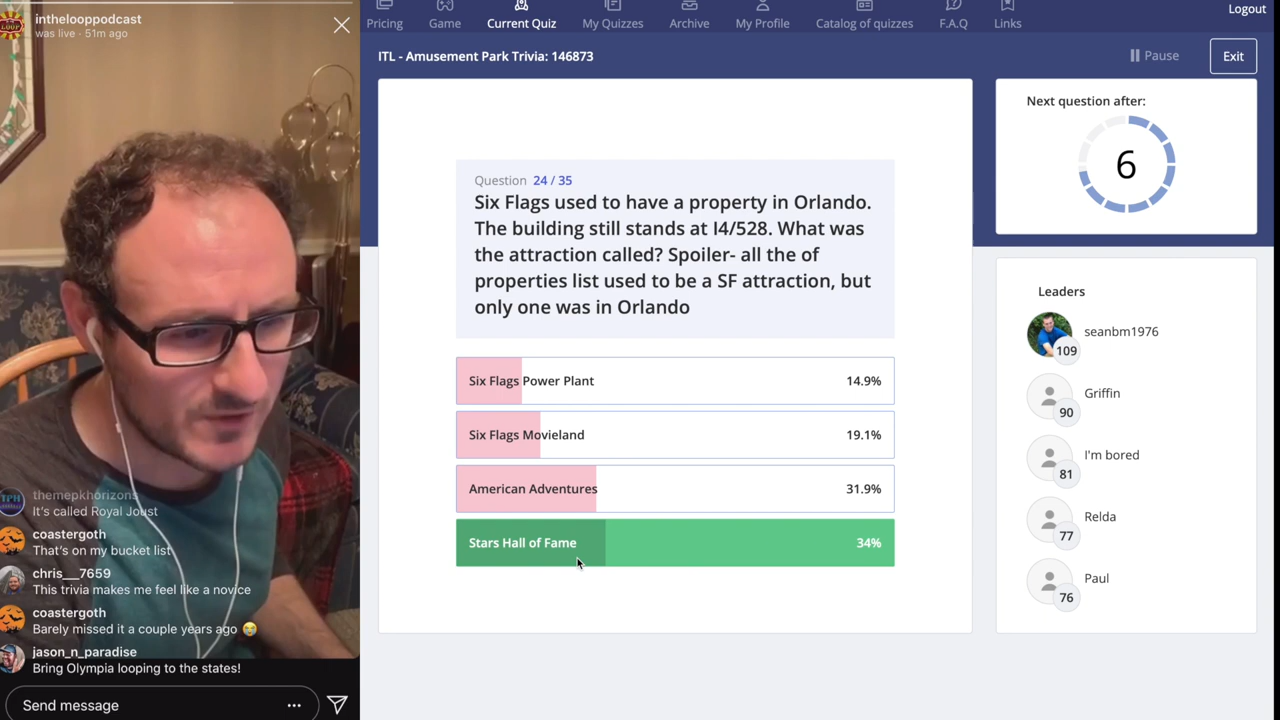 inthelooppodcast
was live · 51m ago
LOOP
themepkhorizons
It's called Royal Joust
coastergoth
That's on my bucket list
chris__7659
This trivia makes me feel like a novice
coastergoth
Barely missed it a couple years ago 😭
jason_n_paradise
Bring Olympia looping to the states!
Send message
Pricing
Game
Current Quiz
My Quizzes
Archive
My Profile
Catalog of quizzes
F.A.Q
Links
Logout
ITL - Amusement Park Trivia: 146873
Pause
Exit
Question 24 / 35
Six Flags used to have a property in Orlando.
The building still stands at I4/528. What was
the attraction called? Spoiler- all the of
properties list used to be a SF attraction, but
only one was in Orlando
Six Flags Power Plant 14.9%
Six Flags Movieland 19.1%
American Adventures 31.9%
Stars Hall of Fame 34%
Next question after:
6
Leaders
seanbm1976
109
Griffin
90
I'm bored
81
Relda
77
Paul
76
TPH